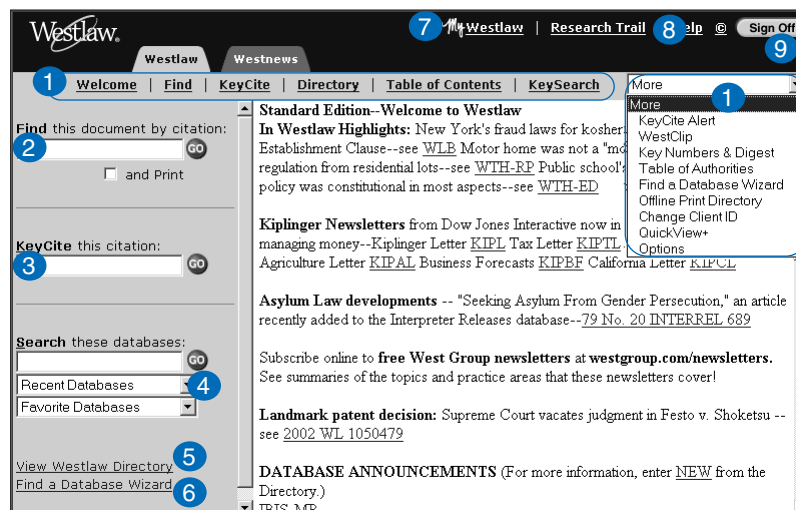 Westlaw.
7 My Westlaw | Research Trail 8 elp © Sign Off
9
Westlaw Westnews
1 Welcome | Find | KeyCite | Directory | Table of Contents | KeySearch
More
1
More
KeyCite Alert
WestClip
Key Numbers & Digest
Table of Authorities
Find a Database Wizard
Offline Print Directory
Change Client ID
QuickView+
Options
Find this document by citation:
2 GO
and Print
KeyCite this citation:
3 GO
Search these databases:
GO
Recent Databases 4
Favorite Databases
View Westlaw Directory 5
Find a Database Wizard 6
Standard Edition--Welcome to Westlaw
In Westlaw Highlights: New York's fraud laws for kosher
Establishment Clause--see WLB Motor home was not a "mo
regulation from residential lots--see WTH-RP Public school's
policy was constitutional in most aspects--see WTH-ED
Kiplinger Newsletters from Dow Jones Interactive now in
managing money--Kiplinger Letter KIPL Tax Letter KIPTL
Agriculture Letter KIPAL Business Forecasts KIPBF California Letter KIPCL
Asylum Law developments -- "Seeking Asylum From Gender Persecution," an article
recently added to the Interpreter Releases database--79 No. 20 INTERREL 689
Subscribe online to free West Group newsletters at westgroup.com/newsletters.
See summaries of the topics and practice areas that these newsletters cover!
Landmark patent decision: Supreme Court vacates judgment in Festo v. Shoketsu --
see 2002 WL 1050479
DATABASE ANNOUNCEMENTS (For more information, enter NEW from the
Directory.)